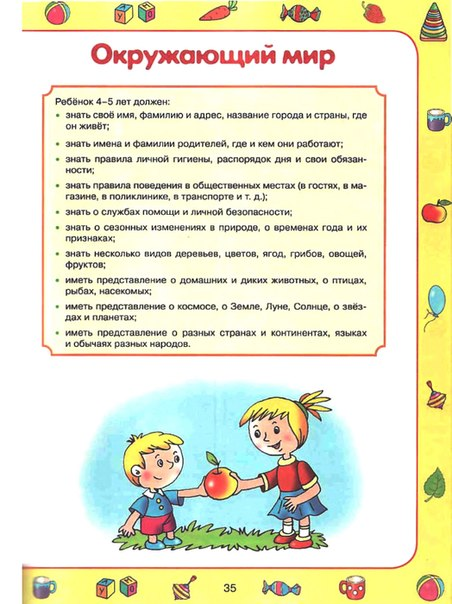 Окружающий мир
Ребёнок 4–5 лет должен:
• знать своё имя, фамилию и адрес, название города и страны, где
он живёт;
• знать имена и фамилии родителей, где и кем они работают;
• знать правила личной гигиены, распорядок дня и свои обязан-
ности;
• знать правила поведения в общественных местах (в гостях, в ма-
газине, в поликлинике, в транспорте и т. д.);
• знать о службах помощи и личной безопасности;
• знать о сезонных изменениях в природе, о временах года и их
признаках;
• знать несколько видов деревьев, цветов, ягод, грибов, овощей,
фруктов;
• иметь представление о домашних и диких животных, о птицах,
рыбах, насекомых;
• иметь представление о космосе, о Земле, Луне, Солнце, о звёз-
дах и планетах;
• иметь представление о разных странах и континентах, языках
и обычаях разных народов.
35